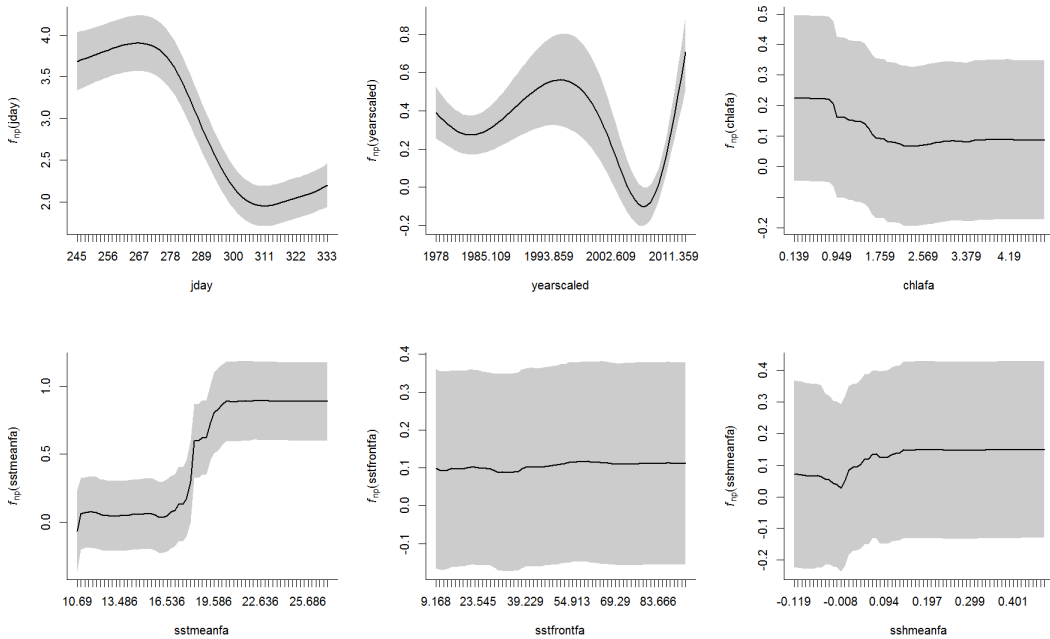 4.0
3.5
3.0
2.5
2.0
fnp(jday)
245 256 267 278 289 300 311 322 333
jday
0.8
0.6
0.4
0.2
0.0
-0.2
fnp(yearscaled)
1978 1985.109 1993.859 2002.609 2011.359
yearscaled
0.5
0.4
0.3
0.2
0.1
0.0
-0.2
fnp(chlafa)
0.139 0.949 1.759 2.569 3.379 4.19
chlafa
1.0
0.5
0.0
fnp(sstmeanfa)
10.69 13.486 16.536 19.586 22.636 25.686
sstmeanfa
0.4
0.3
0.2
0.1
0.0
-0.1
fnp(sstfrontfa)
9.168 23.545 39.229 54.913 69.29 83.666
sstfrontfa
0.4
0.3
0.2
0.1
0.0
-0.1
-0.2
fnp(sshmeanfa)
-0.119 -0.008 0.094 0.197 0.299 0.401
sshmeanfa